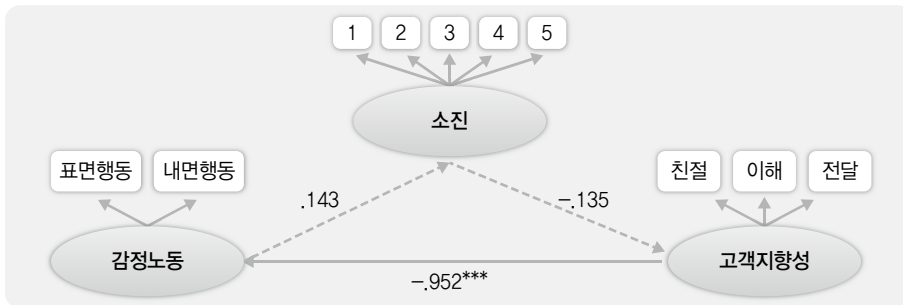 1 2 3 4 5
소진
표면행동 내면행동 친절 이해 전달
.143 -.135
감정노동 고객지향성
-.952***